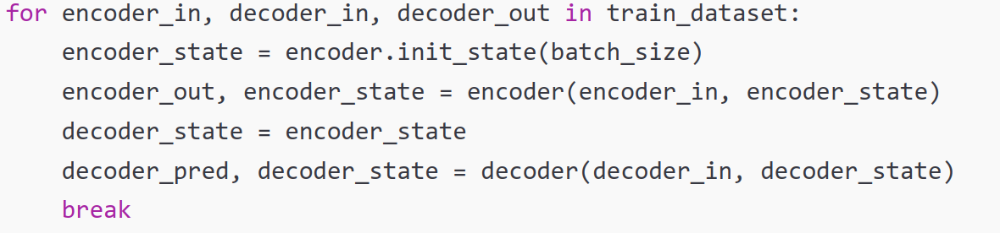 for encoder_in, decoder_in, decoder_out in train_dataset:
    encoder_state = encoder.init_state(batch_size)
    encoder_out, encoder_state = encoder(encoder_in, encoder_state)
    decoder_state = encoder_state
    decoder_pred, decoder_state = decoder(decoder_in, decoder_state)
    break